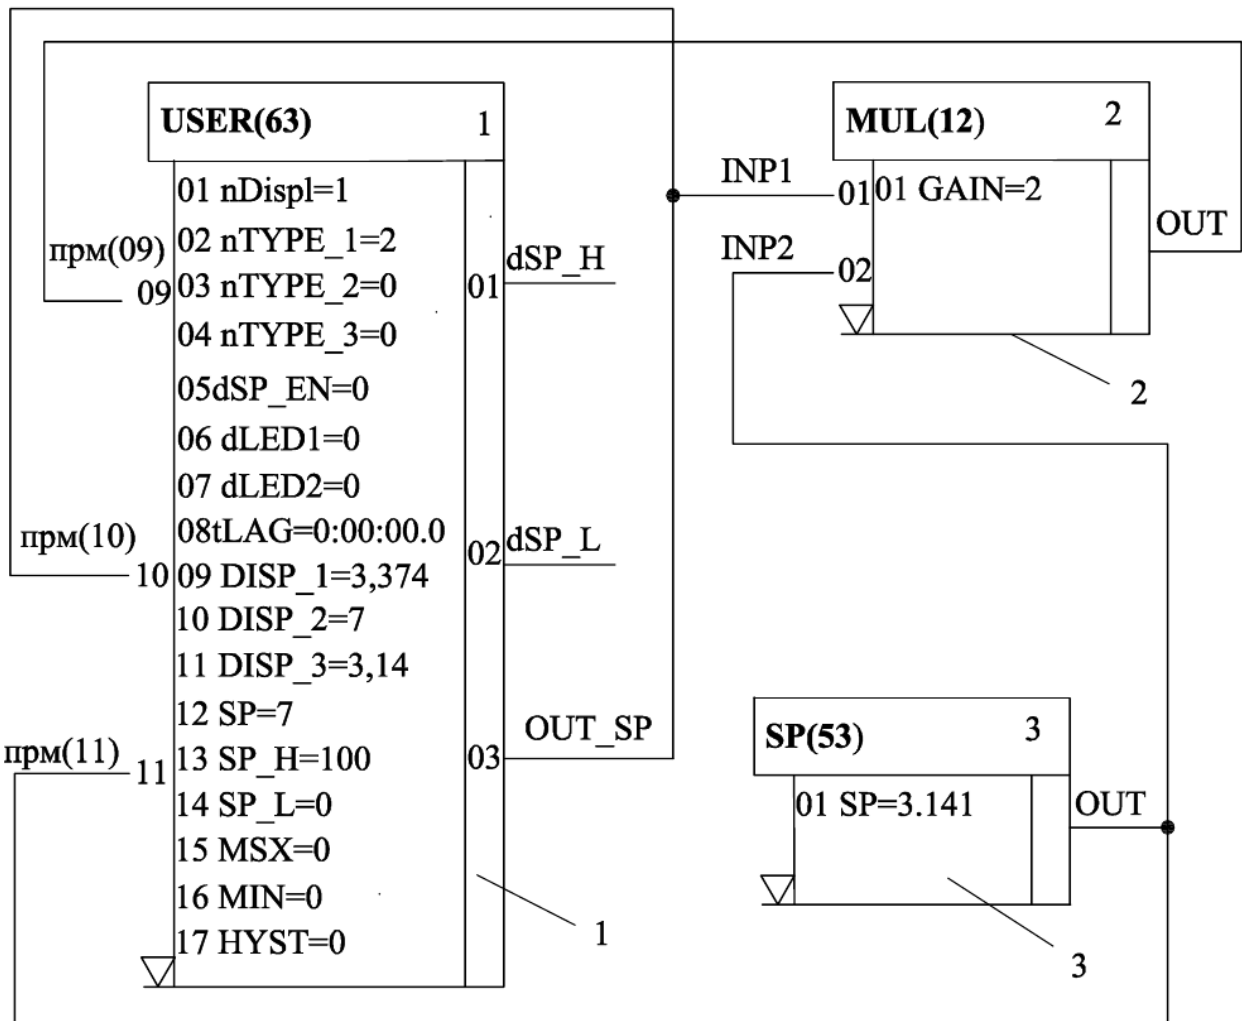 USER(63) 1
01 nDispl=1
прм(09)
02 nTYPE_1=2
09
03 nTYPE_2=0
04 nTYPE_3=0
05dSP_EN=0
06 dLED1=0
07 dLED2=0
прм(10)
08tLAG=0:00:00.0
10
09 DISP_1=3,374
10 DISP_2=7
11 DISP_3=3,14
12 SP=7
прм(11)
11
13 SP_H=100
14 SP_L=0
15 MSX=0
16 MIN=0
17 HYST=0
01
dSP_H
02
dSP_L
03
OUT_SP
1
MUL(12) 2
INP1
01
01 GAIN=2
INP2
02
OUT
2
SP(53) 3
01 SP=3.141
OUT
3